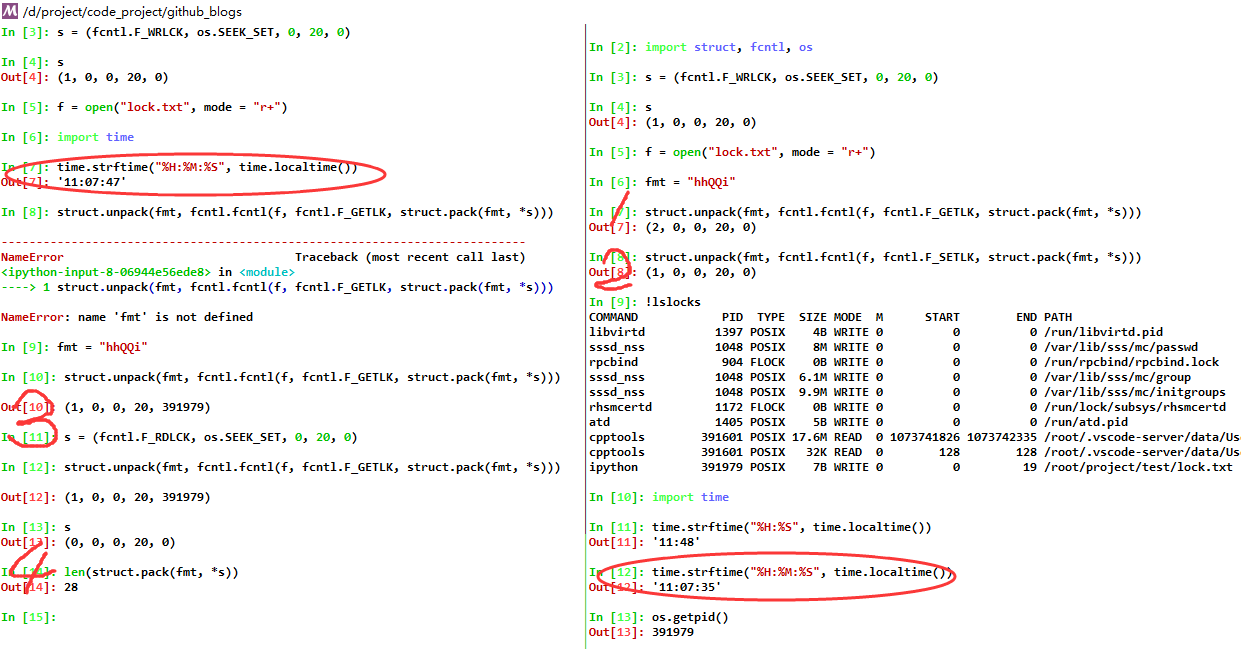 /d/project/code_project/github_blogs
In [3]: s = (fcntl.F_WRLCK, os.SEEK_SET, 0, 20, 0)
In [4]: s
Out[4]: (1, 0, 0, 20, 0)
In [5]: f = open("lock.txt", mode = "r+")
In [6]: import time
In [7]: time.strftime("%H:%M:%S", time.localtime())
Out[7]: '11:07:47'
In [8]: struct.unpack(fmt, fcntl.fcntl(f, fcntl.F_GETLK, struct.pack(fmt, *s)))
---------------------------------------------------------------------------
NameError Traceback (most recent call last)
<ipython-input-8-06944e56ede8> in <module>
----> 1 struct.unpack(fmt, fcntl.fcntl(f, fcntl.F_GETLK, struct.pack(fmt, *s)))
NameError: name 'fmt' is not defined
In [9]: fmt = "hhQQi"
In [10]: struct.unpack(fmt, fcntl.fcntl(f, fcntl.F_GETLK, struct.pack(fmt, *s)))
3
Out[10]: (1, 0, 0, 20, 391979)
In [11]: s = (fcntl.F_RDLCK, os.SEEK_SET, 0, 20, 0)
In [12]: struct.unpack(fmt, fcntl.fcntl(f, fcntl.F_GETLK, struct.pack(fmt, *s)))
Out[12]: (1, 0, 0, 20, 391979)
In [13]: s
Out[13]: (0, 0, 0, 20, 0)
4
In [14]: len(struct.pack(fmt, *s))
Out[14]: 28
In [15]:
In [2]: import struct, fcntl, os
In [3]: s = (fcntl.F_WRLCK, os.SEEK_SET, 0, 20, 0)
In [4]: s
Out[4]: (1, 0, 0, 20, 0)
In [5]: f = open("lock.txt", mode = "r+")
In [6]: fmt = "hhQQi"
1
In [7]: struct.unpack(fmt, fcntl.fcntl(f, fcntl.F_GETLK, struct.pack(fmt, *s)))
Out[7]: (2, 0, 0, 20, 0)
2
In [8]: struct.unpack(fmt, fcntl.fcntl(f, fcntl.F_SETLK, struct.pack(fmt, *s)))
Out[8]: (1, 0, 0, 20, 0)
In [9]: !lslocks
COMMAND PID TYPE SIZE MODE M START END PATH
libvirtd 1397 POSIX 4B WRITE 0 0 0 /run/libvirtd.pid
sssd_nss 1048 POSIX 8M WRITE 0 0 0 /var/lib/sss/mc/passwd
rpcbind 904 FLOCK 0B WRITE 0 0 0 /run/rpcbind/rpcbind.lock
sssd_nss 1048 POSIX 6.1M WRITE 0 0 0 /var/lib/sss/mc/group
sssd_nss 1048 POSIX 9.9M WRITE 0 0 0 /var/lib/sss/mc/initgroups
rhsmcertd 1172 FLOCK 0B WRITE 0 0 0 /run/lock/subsys/rhsmcertd
atd 1405 POSIX 5B WRITE 0 0 0 /run/atd.pid
cpptools 391601 POSIX 17.6M READ 0 1073741826 1073742335 /root/.vscode-server/data/Us
cpptools 391601 POSIX 32K READ 0 128 128 /root/.vscode-server/data/Us
ipython 391979 POSIX 7B WRITE 0 0 19 /root/project/test/lock.txt
In [10]: import time
In [11]: time.strftime("%H:%S", time.localtime())
Out[11]: '11:48'
In [12]: time.strftime("%H:%M:%S", time.localtime())
Out[12]: '11:07:35'
In [13]: os.getpid()
Out[13]: 391979